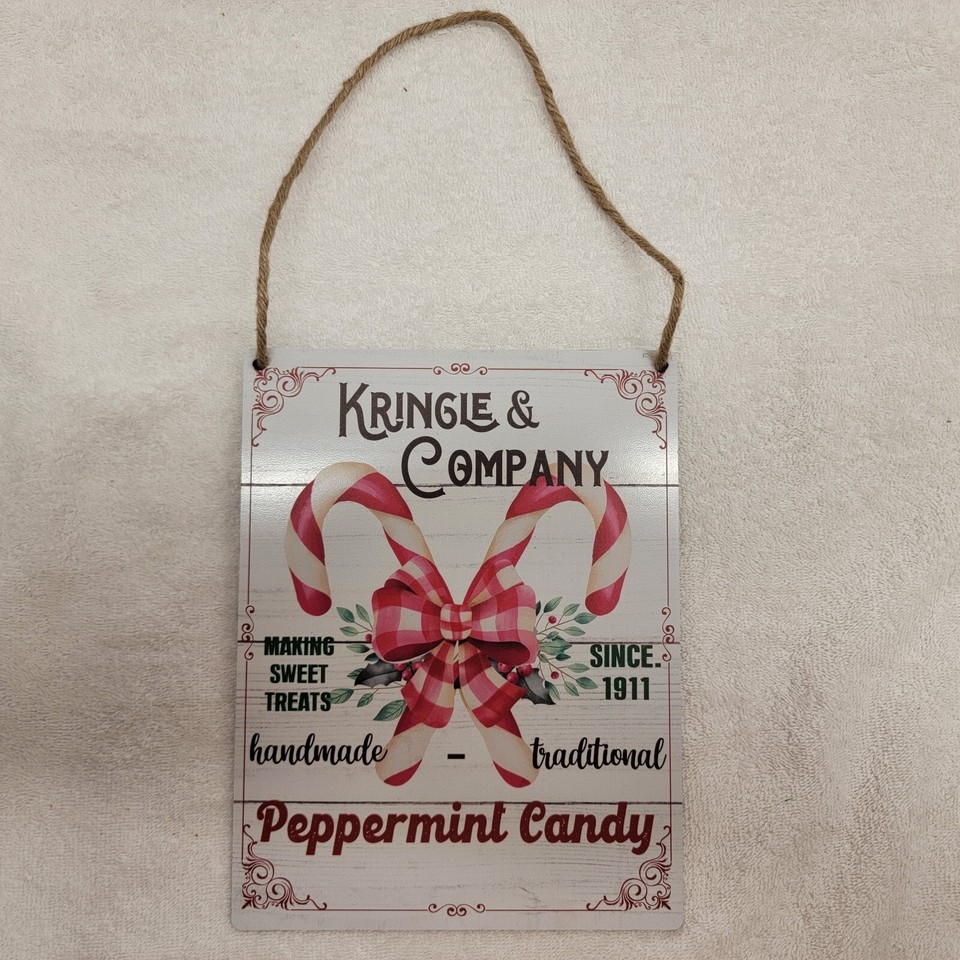 KRINGLE &
COMPANY
MAKING
SWEET
TREATS
SINCE.
1911
handmade - traditional
Peppermint Candy